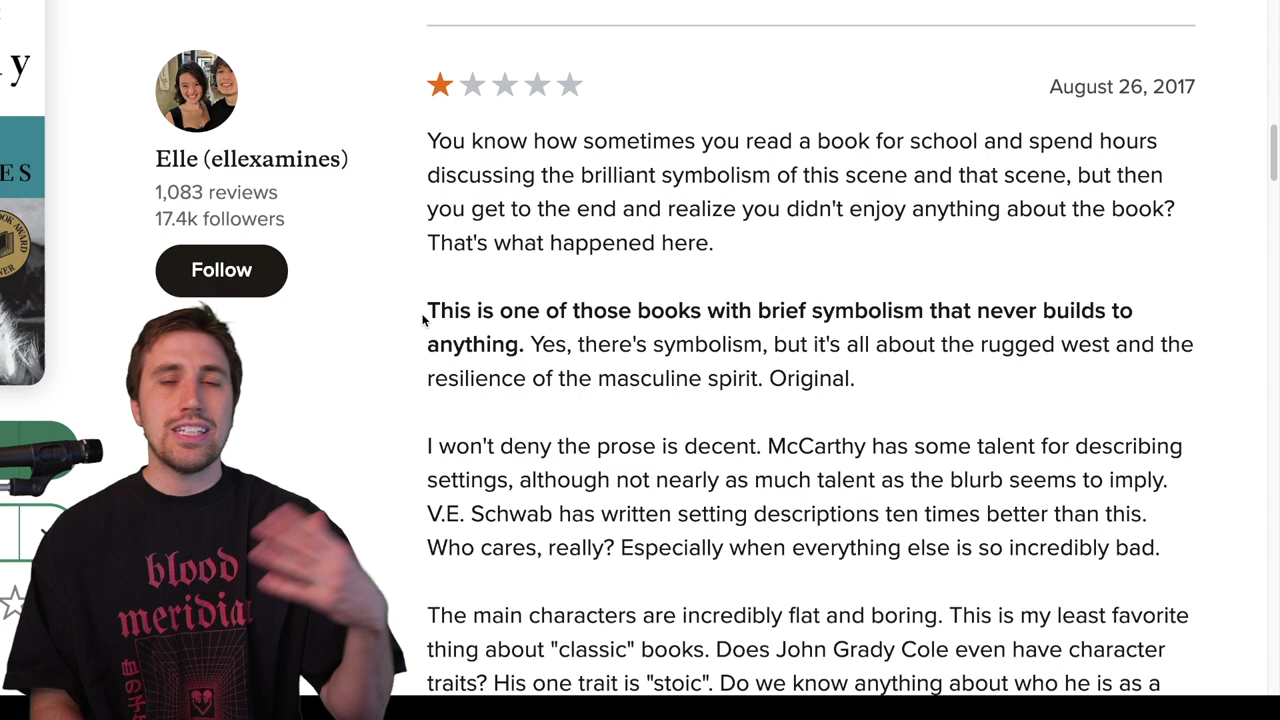 y
ES
Elle (ellexamines)
1,083 reviews
17.4k followers
Follow
August 26, 2017
You know how sometimes you read a book for school and spend hours
discussing the brilliant symbolism of this scene and that scene, but then
you get to the end and realize you didn't enjoy anything about the book?
That's what happened here.
This is one of those books with brief symbolism that never builds to
anything. Yes, there's symbolism, but it's all about the rugged west and the
resilience of the masculine spirit. Original.
I won't deny the prose is decent. McCarthy has some talent for describing
settings, although not nearly as much talent as the blurb seems to imply.
V.E. Schwab has written setting descriptions ten times better than this.
Who cares, really? Especially when everything else is so incredibly bad.
The main characters are incredibly flat and boring. This is my least favorite
thing about "classic" books. Does John Grady Cole even have character
traits? His one trait is "stoic". Do we know anything about who he is as a
blood
meridia